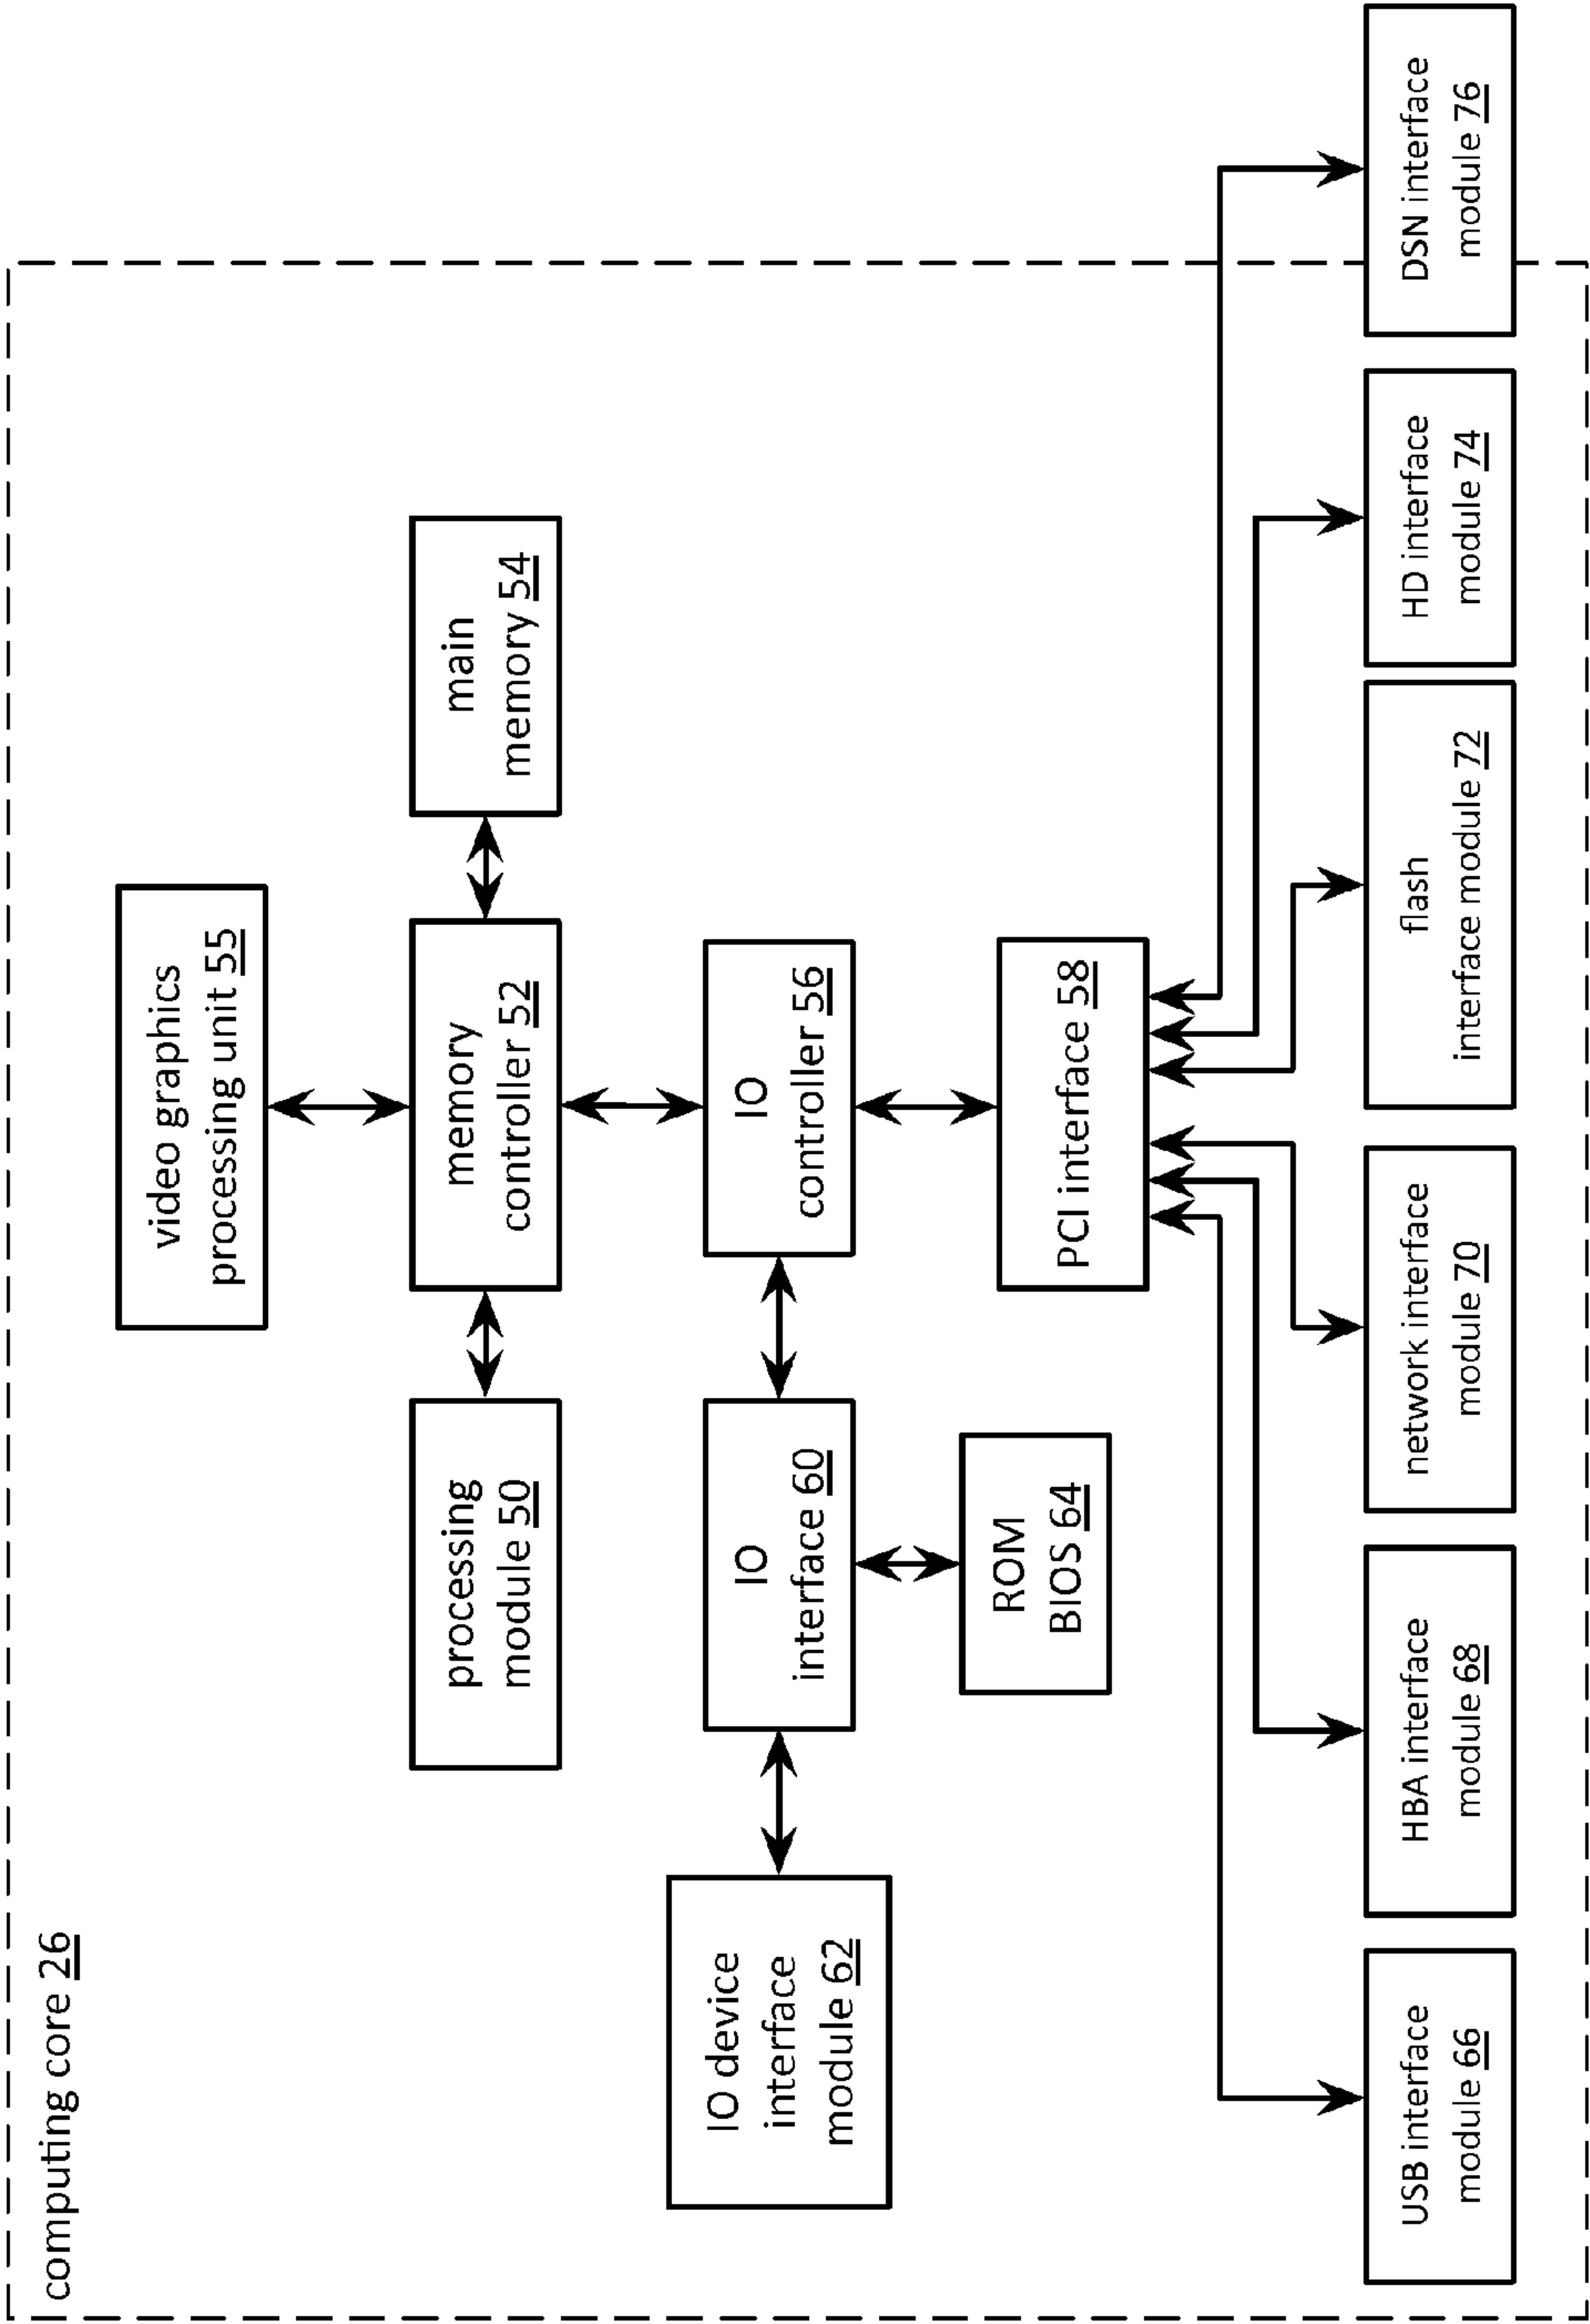 computing core 26
video graphics
processing unit 55
processing
module 50
memory
controller 52
main
memory 54
IO device
interface
module 62
IO
interface 60
IO
controller 56
ROM
BIOS 64
PCI interface 58
USB interface
module 66
HBA interface
module 68
network interface
module 70
flash
interface module 72
HD interface
module 74
DSN interface
module 76